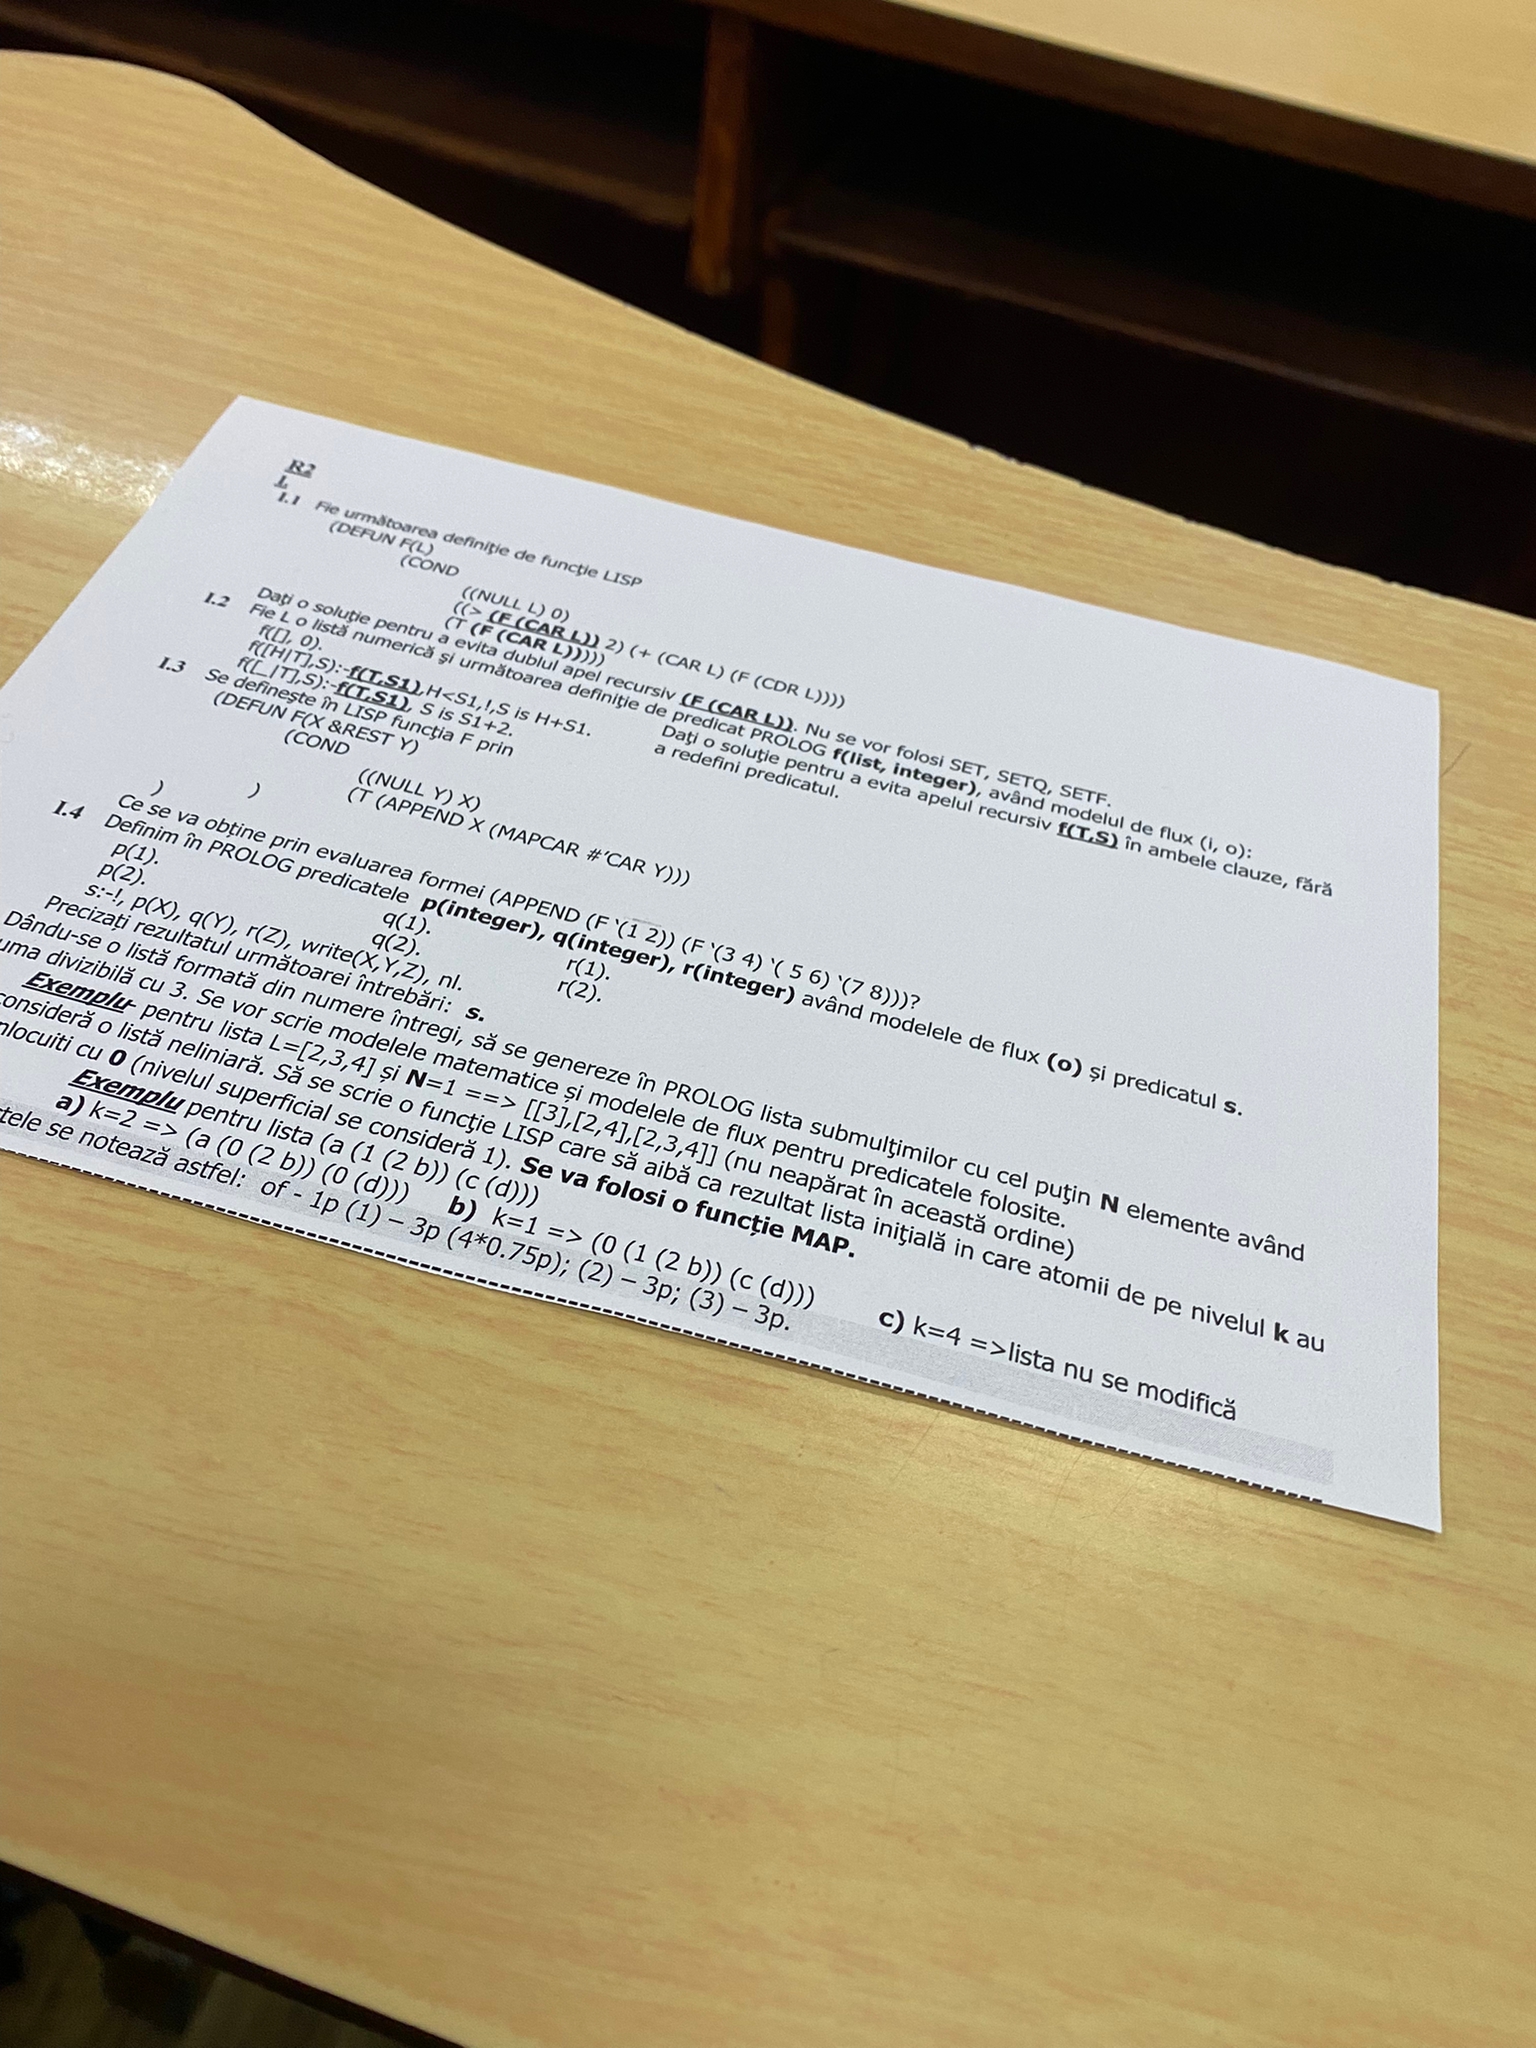 R2
I.
I.1 Fie următoarea definiţie de funcţie LISP
(DEFUN F(L)
(COND
((NULL L) 0)
((> (F (CAR L)) 2) (+ (CAR L) (F (CDR L))))
(T (F (CAR L)))))
Daţi o soluţie pentru a evita dublul apel recursiv (F (CAR L)). Nu se vor folosi SET, SETQ, SETF.
I.2 Fie L o listă numerică şi următoarea definiţie de predicat PROLOG f(list, integer), având modelul de flux (i, o):
f([], 0).
f([H|T],S):-f(T,S1),H<S1,!,S is H+S1.
f([_|T],S):-f(T,S1), S is S1+2.
Daţi o soluţie pentru a evita apelul recursiv f(T,S) în ambele clauze, fără
a redefini predicatul.
I.3 Se defineşte în LISP funcţia F prin
(DEFUN F(X &REST Y)
(COND
((NULL Y) X)
(T (APPEND X (MAPCAR #'CAR Y)))
) )
Ce se va obţine prin evaluarea formei (APPEND (F '(1 2)) (F '(3 4) '( 5 6) '(7 8)))?
I.4 Definim în PROLOG predicatele p(integer), q(integer), r(integer) având modelele de flux (o) şi predicatul s.
p(1). q(1). r(1).
p(2). q(2). r(2).
s:-!, p(X), q(Y), r(Z), write(X,Y,Z), nl.
Precizaţi rezultatul următoarei întrebări: s.
Dându-se o listă formată din numere întregi, să se genereze în PROLOG lista submulţimilor cu cel puţin N elemente având
uma divizibilă cu 3. Se vor scrie modelele matematice şi modelele de flux pentru predicatele folosite.
Exemplu- pentru lista L=[2,3,4] şi N=1 ==> [[3],[2,4],[2,3,4]] (nu neapărat în această ordine)
consideră o listă neliniară. Să se scrie o funcţie LISP care să aibă ca rezultat lista iniţială in care atomii de pe nivelul k au
nlocuiti cu 0 (nivelul superficial se consideră 1). Se va folosi o funcţie MAP.
Exemplu pentru lista (a (1 (2 b)) (c (d)))
a) k=2 => (a (0 (2 b)) (0 (d))) b) k=1 => (0 (1 (2 b)) (c (d))) c) k=4 =>lista nu se modifică
tele se notează astfel: of - 1p (1) – 3p (4*0.75p); (2) – 3p; (3) – 3p.